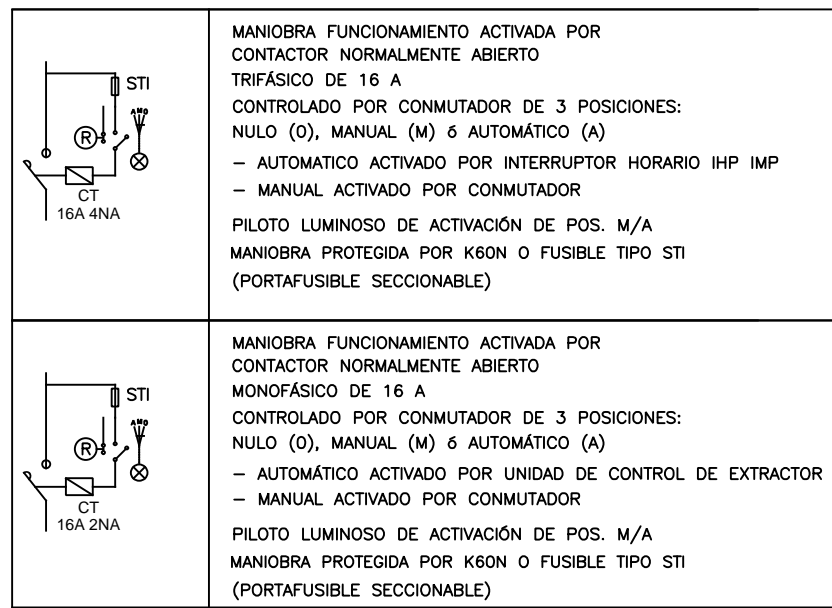 STI
A M 0
R
CT
16A 4NA
MANIOBRA FUNCIONAMIENTO ACTIVADA POR
CONTACTOR NORMALMENTE ABIERTO
TRIFÁSICO DE 16 A
CONTROLADO POR CONMUTADOR DE 3 POSICIONES:
NULO (0), MANUAL (M) ó AUTOMÁTICO (A)
– AUTOMATICO ACTIVADO POR INTERRUPTOR HORARIO IHP IMP
– MANUAL ACTIVADO POR CONMUTADOR
PILOTO LUMINOSO DE ACTIVACIÓN DE POS. M/A
MANIOBRA PROTEGIDA POR K60N O FUSIBLE TIPO STI
(PORTAFUSIBLE SECCIONABLE)
STI
A M 0
R
CT
16A 2NA
MANIOBRA FUNCIONAMIENTO ACTIVADA POR
CONTACTOR NORMALMENTE ABIERTO
MONOFÁSICO DE 16 A
CONTROLADO POR CONMUTADOR DE 3 POSICIONES:
NULO (0), MANUAL (M) ó AUTOMÁTICO (A)
– AUTOMÁTICO ACTIVADO POR UNIDAD DE CONTROL DE EXTRACTOR
– MANUAL ACTIVADO POR CONMUTADOR
PILOTO LUMINOSO DE ACTIVACIÓN DE POS. M/A
MANIOBRA PROTEGIDA POR K60N O FUSIBLE TIPO STI
(PORTAFUSIBLE SECCIONABLE)